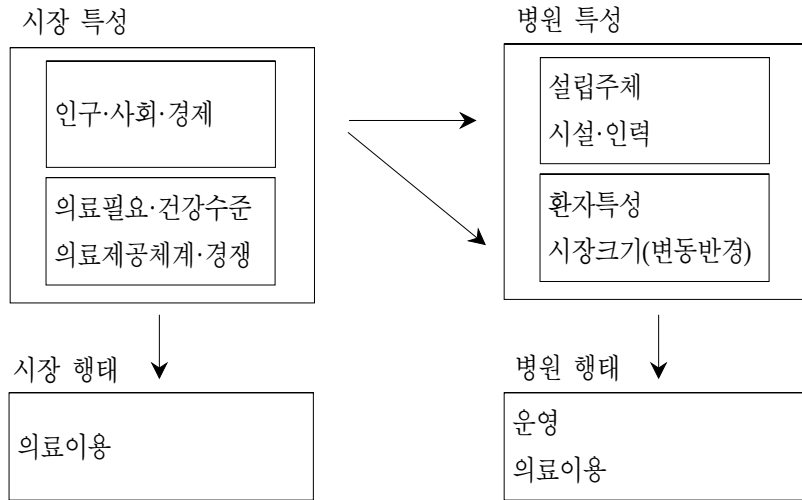 시장 특성
인구·사회·경제
의료필요·건강수준
의료제공체계·경쟁
병원 특성
설립주체
시설·인력
환자특성
시장크기(변동반경)
시장 행태
의료이용
병원 행태
운영
의료이용